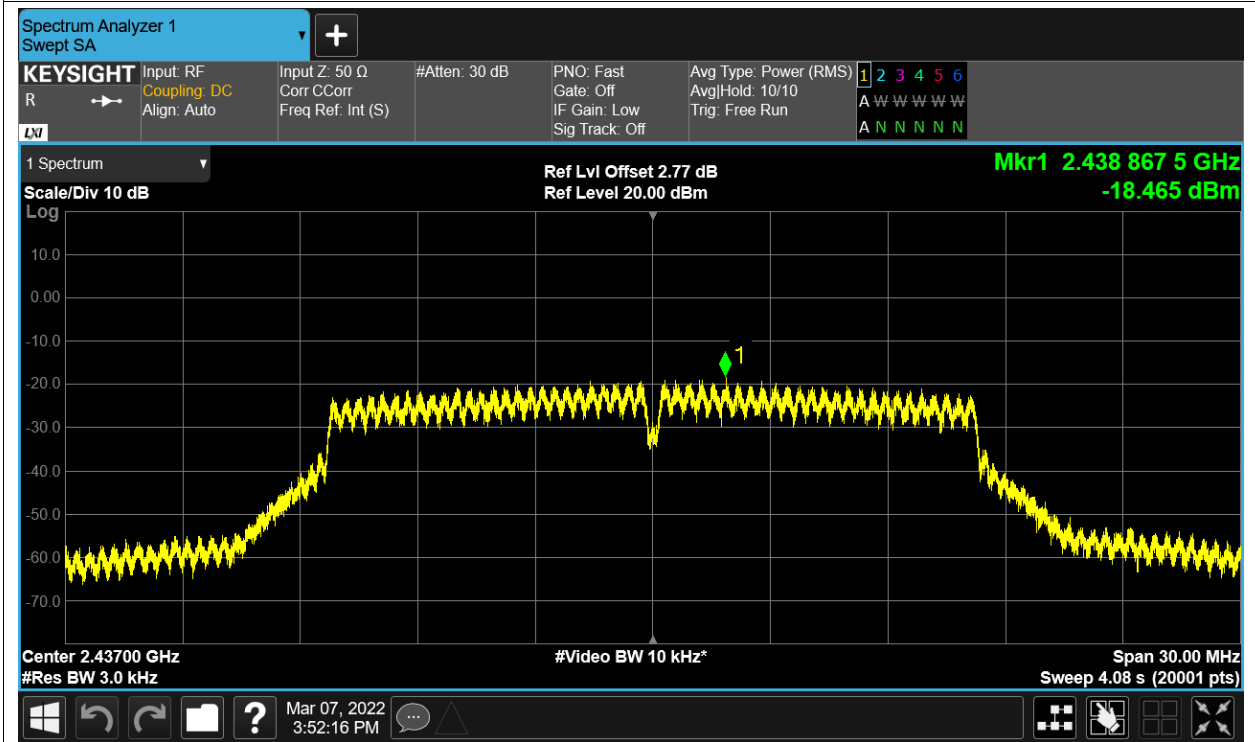 Spectrum Analyzer 1
Swept SA
+
KEYSIGHT
R
LXI
Input: RF
Coupling: DC
Align: Auto
Input Z: 50 Ω
Corr CCorr
Freq Ref: Int (S)
#Atten: 30 dB
PNO: Fast
Gate: Off
IF Gain: Low
Sig Track: Off
Avg Type: Power (RMS)
Avg|Hold: 10/10
Trig: Free Run
1 2 3 4 5 6
A W W W W W
A N N N N N
1 Spectrum
Scale/Div 10 dB
Log
Ref Lvl Offset 2.77 dB
Ref Level 20.00 dBm
Mkr1 2.438 867 5 GHz
-18.465 dBm
10.0
0.00
-10.0
-20.0
-30.0
-40.0
-50.0
-60.0
-70.0
1
Center 2.43700 GHz
#Res BW 3.0 kHz
#Video BW 10 kHz*
Span 30.00 MHz
Sweep 4.08 s (20001 pts)
?
Mar 07, 2022
3:52:16 PM